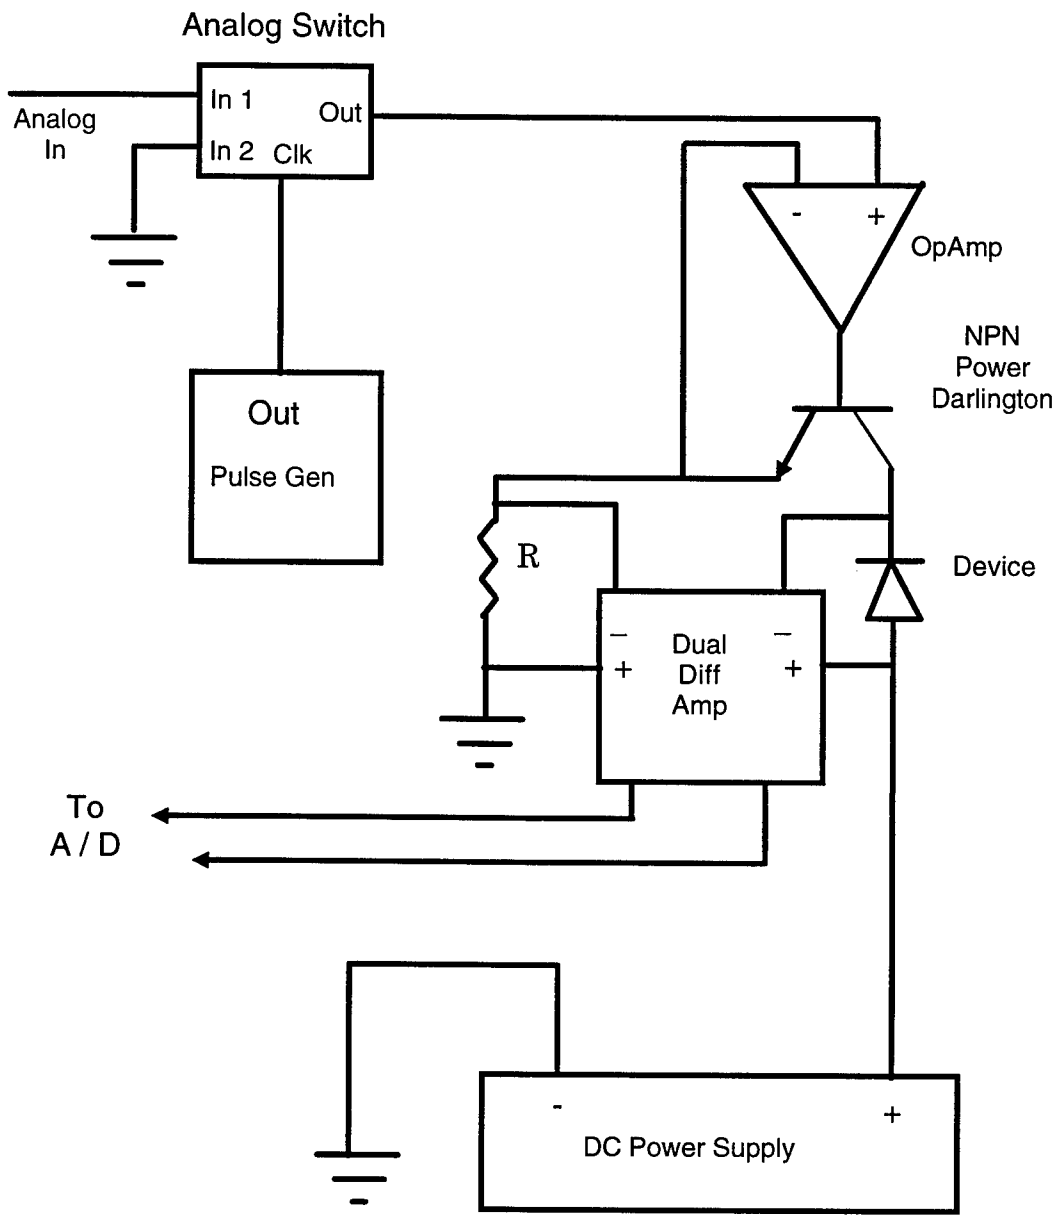 Analog Switch
In 1
Out
Analog
In
In 2
Clk
- +
OpAmp
NPN
Power
Darlington
Out
Pulse Gen
R
Device
− Dual −
+ Diff +
Amp
To
A / D
- +
DC Power Supply